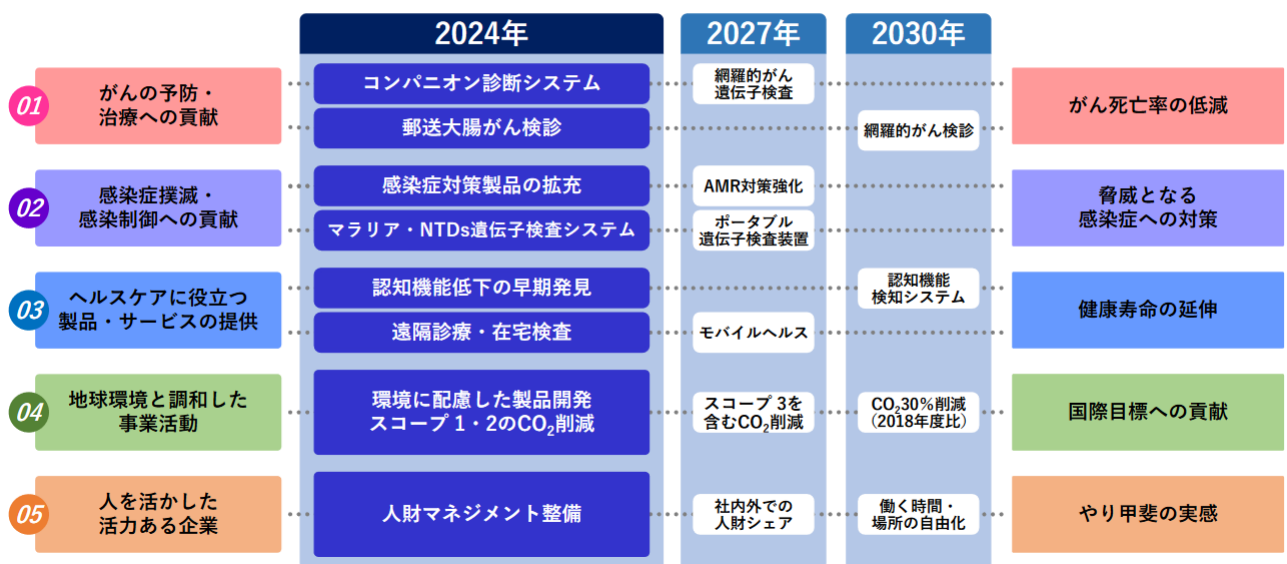 2024年
2027年
2030年
01
がんの予防・
治療への貢献
コンパニオン診断システム
網羅的がん
遺伝子検査
郵送大腸がん検診
網羅的がん検診
がん死亡率の低減
02
感染症撲滅・
感染制御への貢献
感染症対策製品の拡充
AMR対策強化
マラリア・NTDs遺伝子検査システム
ポータブル
遺伝子検査装置
脅威となる
感染症への対策
03
ヘルスケアに役立つ
製品・サービスの提供
認知機能低下の早期発見
認知機能
検知システム
遠隔診療・在宅検査
モバイルヘルス
健康寿命の延伸
04
地球環境と調和した
事業活動
環境に配慮した製品開発
スコープ 1・2のCO₂削減
スコープ 3を
含むCO₂削減
CO₂30%削減
（2018年度比）
国際目標への貢献
05
人を活かした
活力ある企業
人財マネジメント整備
社内外での
人財シェア
働く時間・
場所の自由化
やり甲斐の実感